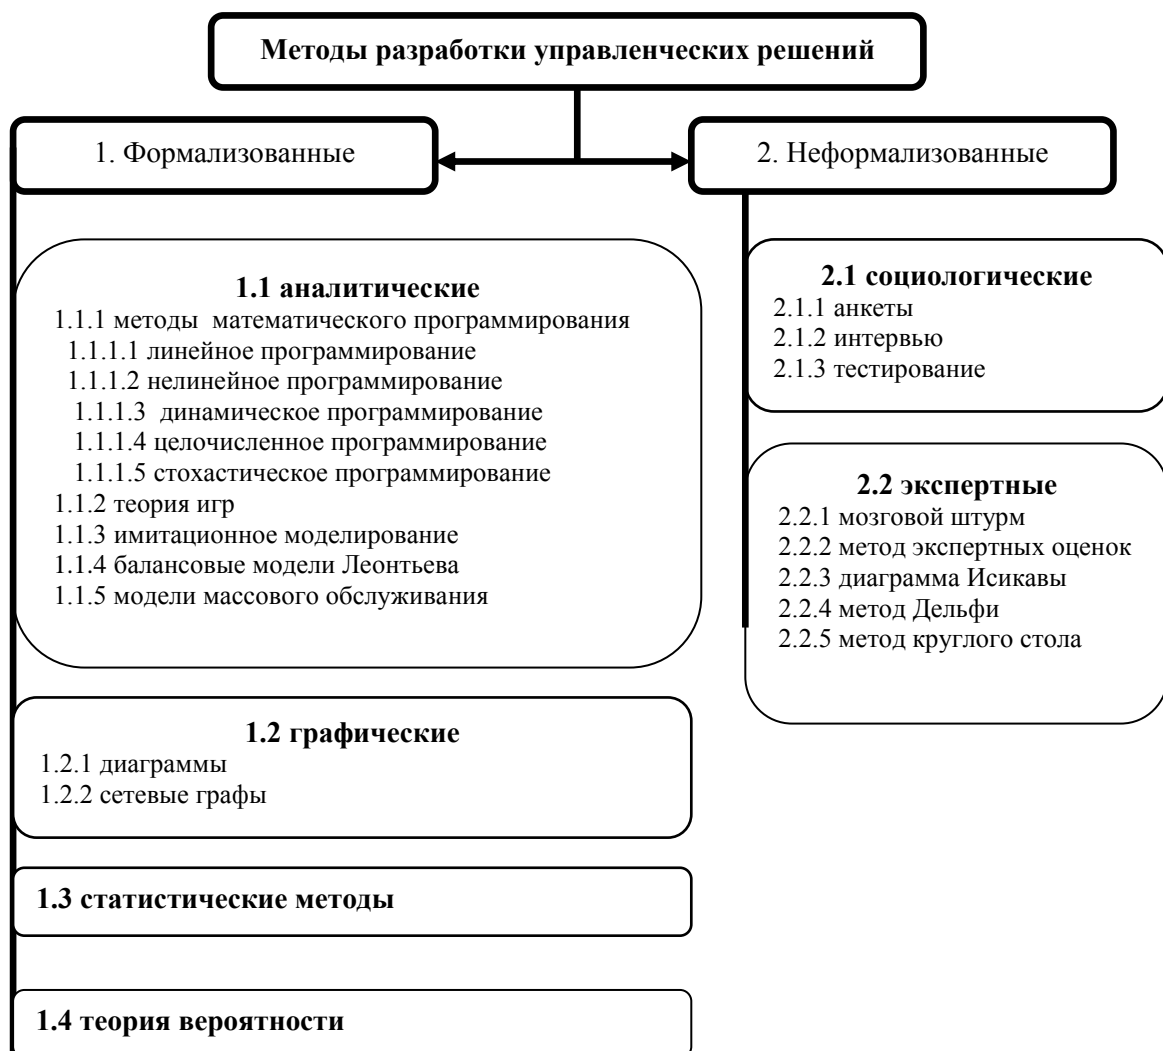 Методы разработки управленческих решений
1. Формализованные
2. Неформализованные
1.1 аналитические
1.1.1 методы математического программирования
1.1.1.1 линейное программирование
1.1.1.2 нелинейное программирование
1.1.1.3 динамическое программирование
1.1.1.4 целочисленное программирование
1.1.1.5 стохастическое программирование
1.1.2 теория игр
1.1.3 имитационное моделирование
1.1.4 балансовые модели Леонтьева
1.1.5 модели массового обслуживания
1.2 графические
1.2.1 диаграммы
1.2.2 сетевые графы
1.3 статистические методы
1.4 теория вероятности
2.1 социологические
2.1.1 анкеты
2.1.2 интервью
2.1.3 тестирование
2.2 экспертные
2.2.1 мозговой штурм
2.2.2 метод экспертных оценок
2.2.3 диаграмма Исикавы
2.2.4 метод Дельфи
2.2.5 метод круглого стола